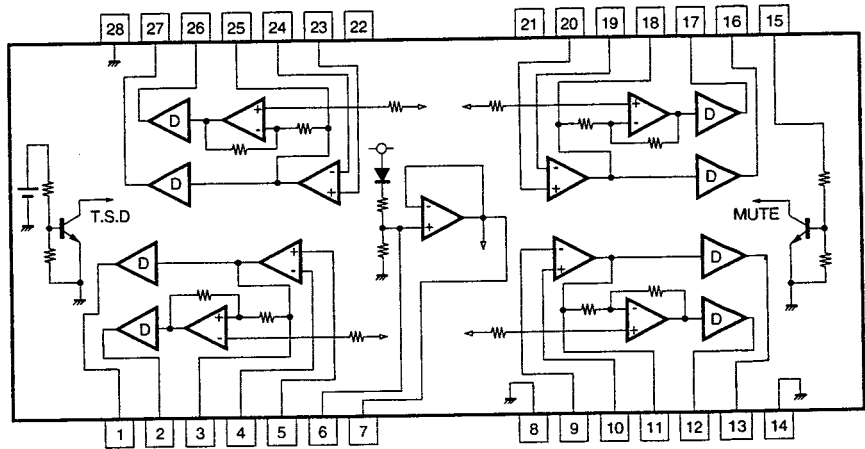 28 27 26 25 24 23 22 21 20 19 18 17 16 15
D + - + - D
D - + - + D
T.S.D - + MUTE
D + - - + D
D + - - + D
1 2 3 4 5 6 7 8 9 10 11 12 13 14